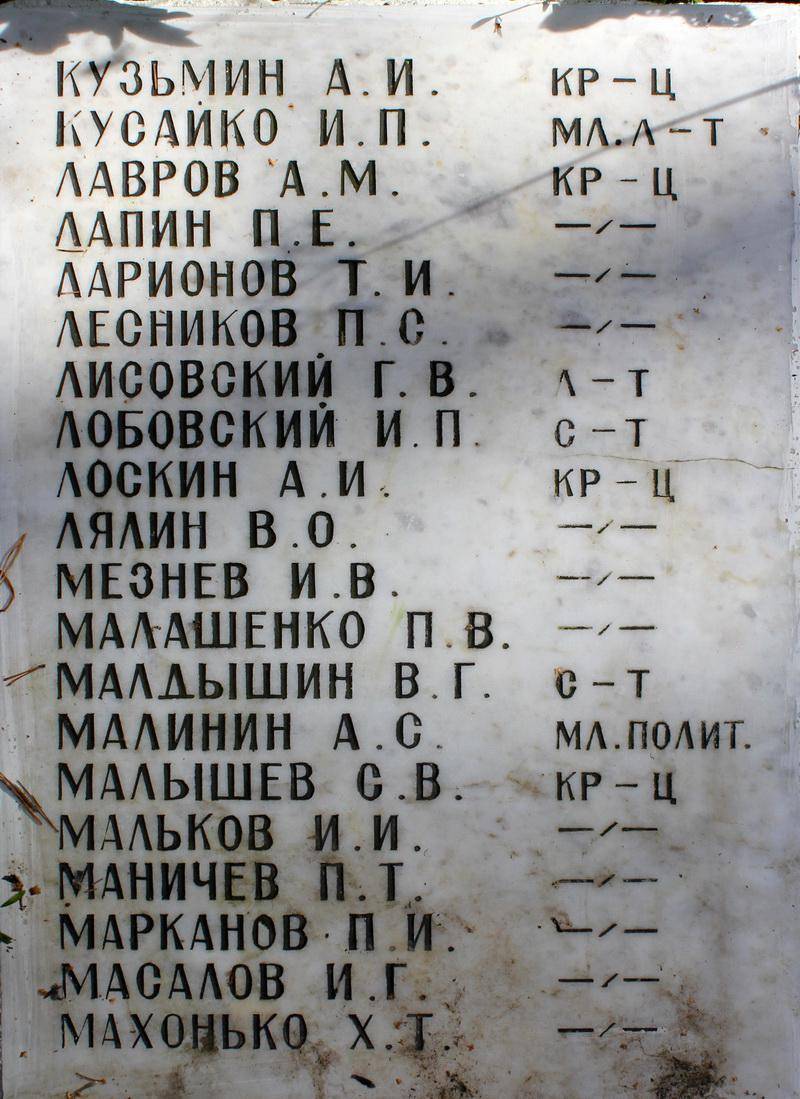 КУЗЬМИН А.И. КР-Ц
КУСАЙКО И.П. МЛ.Л-Т
ЛАВРОВ А.М. КР-Ц
ЛАПИН П.Е. —′—
ЛАРИОНОВ Т.И. —′—
ЛЕСНИКОВ П.С. —′—
ЛИСОВСКИЙ Г.В. Л-Т
ЛОБОВСКИЙ И.П. С-Т
ЛОСКИН А.И. КР-Ц
ЛЯЛИН В.О. —′—
МЕЗНЕВ И.В. —′—
МАЛАШЕНКО П.В. —′—
МАЛДЫШИН В.Г. С-Т
МАЛИНИН А.С. МЛ.ПОЛИТ.
МАЛЫШЕВ С.В. КР-Ц
МАЛЬКОВ И.И. —′—
МАНИЧЕВ П.Т. —′—
МАРКАНОВ П.И. —′—
МАСАЛОВ И.Г. —′—
МАХОНЬКО Х.Т. —′—